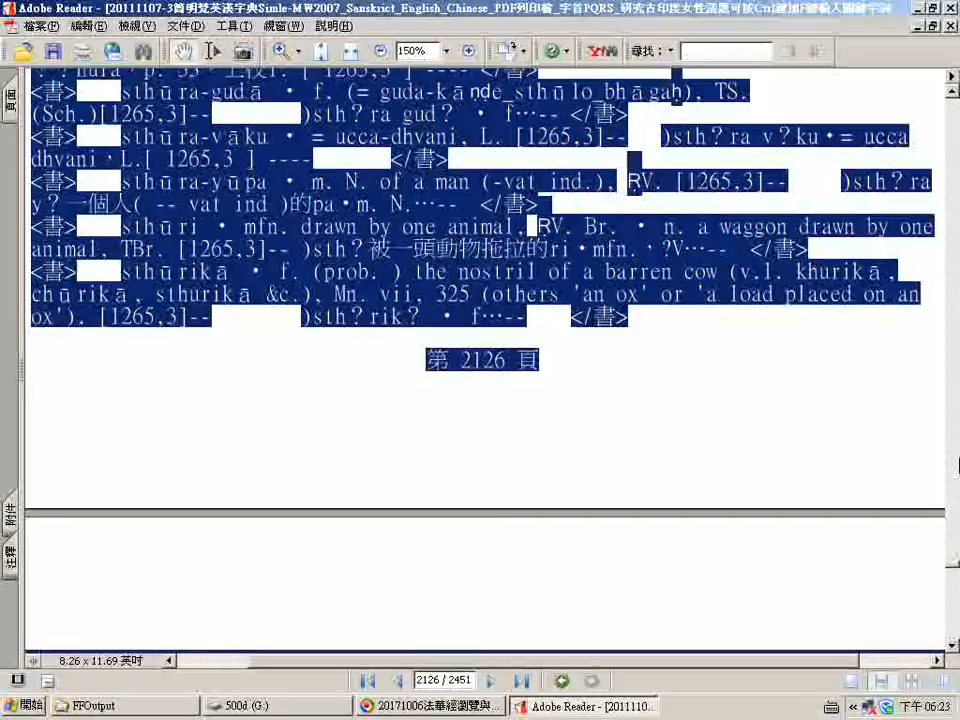 Adobe Reader - [20111107-3簡明梵英漢字典Simle-MW2007_Sanskrict_English_Chinese_PDF列印檔_字首PQRS_研究古印度女性議題可按Ctrl鍵加F鍵輸入關鍵字詞
檔案(F) 編輯(E) 檢視(V) 文件(D) 工具(T) 視窗(W) 說明(H)
150% 尋找:
頁面
<書> sthūra-gudā · f. (= guda-kāṇḍe sthūlo bhāgaḥ), TS.
(Sch.)[1265,3]-- )sth?ra gud? · f…-- </書>
<書> sthūra-vāku · = ucca-dhvani, L. [1265,3]-- )sth?ra v?ku·= ucca
dhvani,L.[ 1265,3 ] ---- </書>
<書> sthūra-yūpa · m. N. of a man (-vat ind.), ṚV. [1265,3]-- )sth?ra
y?一個人( -- vat ind )的pa·m. N.…-- </書>
<書> sthūri · mfn. drawn by one animal, RV. Br. · n. a waggon drawn by one
animal, TBr. [1265,3]-- )sth?被一頭動物拖拉的ri·mfn. ·?V…-- </書>
<書> sthūrikā · f. (prob. ) the nostril of a barren cow (v.l. khurikā,
chūrikā, sthurikā &c.), Mn. vii, 325 (others 'an ox' or 'a load placed on an
ox'). [1265,3]-- )sth?rik? · f…-- </書>
第 2126 頁
附件
注釋
8.26 x 11.69 英吋
2126 / 2451
開始 FFOutput 500d (G:) 20171006法華經瀏覽與... Adobe Reader - [2011110... 下午 06:23